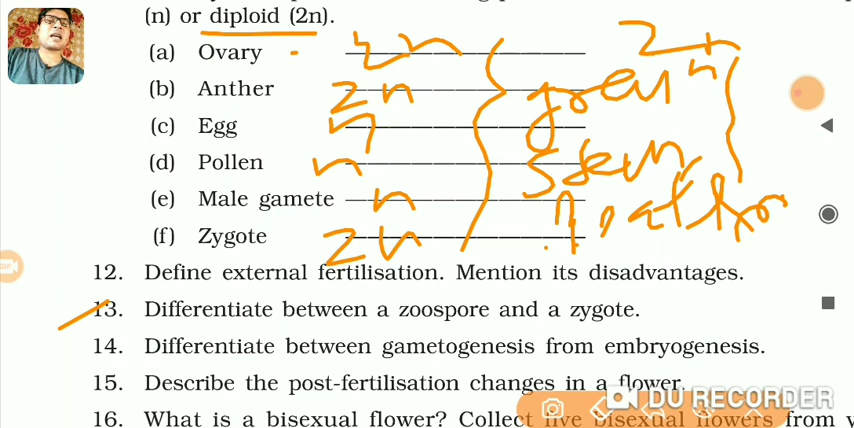 (n) or diploid (2n).
(a) Ovary 2n
(b) Anther 2n
(c) Egg n
(d) Pollen n
(e) Male gamete n
(f) Zygote 2n
12. Define external fertilisation. Mention its disadvantages.
13. Differentiate between a zoospore and a zygote.
14. Differentiate between gametogenesis from embryogenesis.
15. Describe the post-fertilisation changes in a flower.
DU RECORDER
16. What is a bisexual flower? Collect five bisexual flowers from